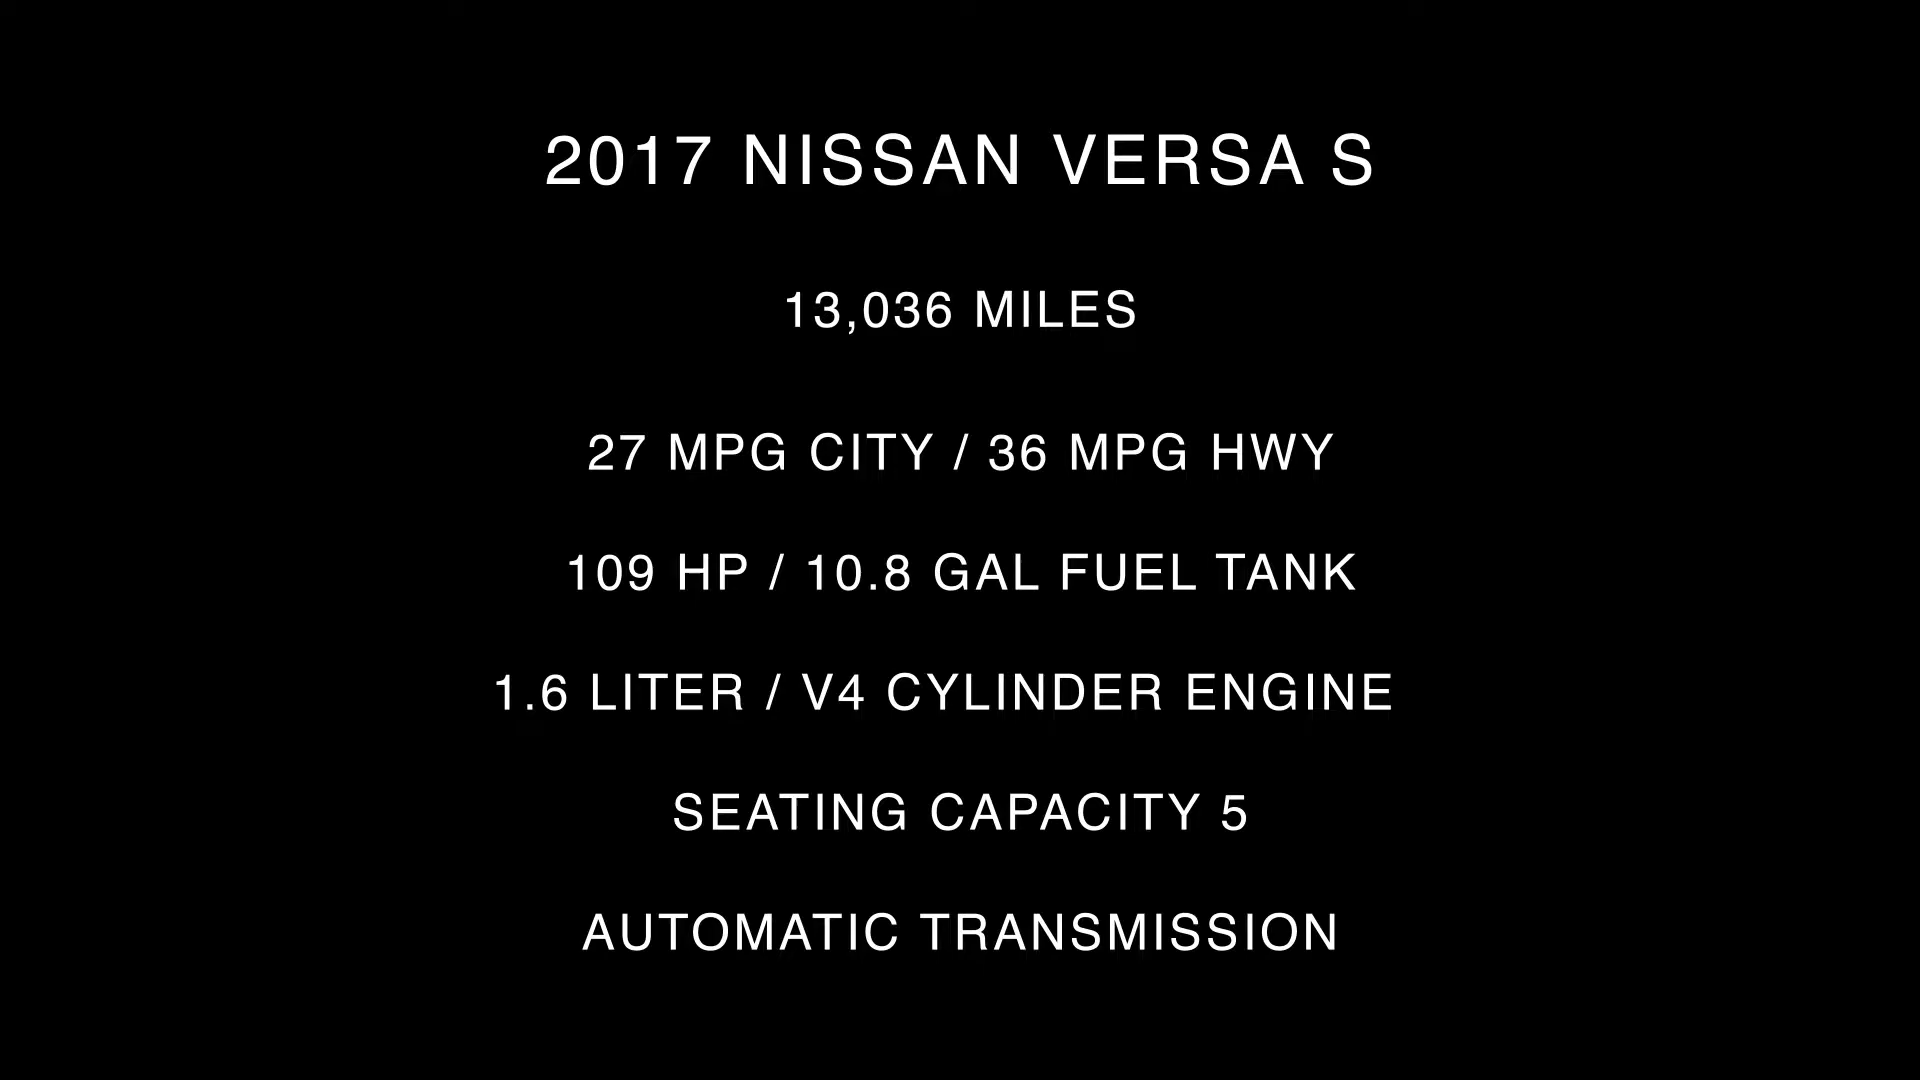 2017 NISSAN VERSA S
13,036 MILES
27 MPG CITY / 36 MPG HWY
109 HP / 10.8 GAL FUEL TANK
1.6 LITER / V4 CYLINDER ENGINE
SEATING CAPACITY 5
AUTOMATIC TRANSMISSION